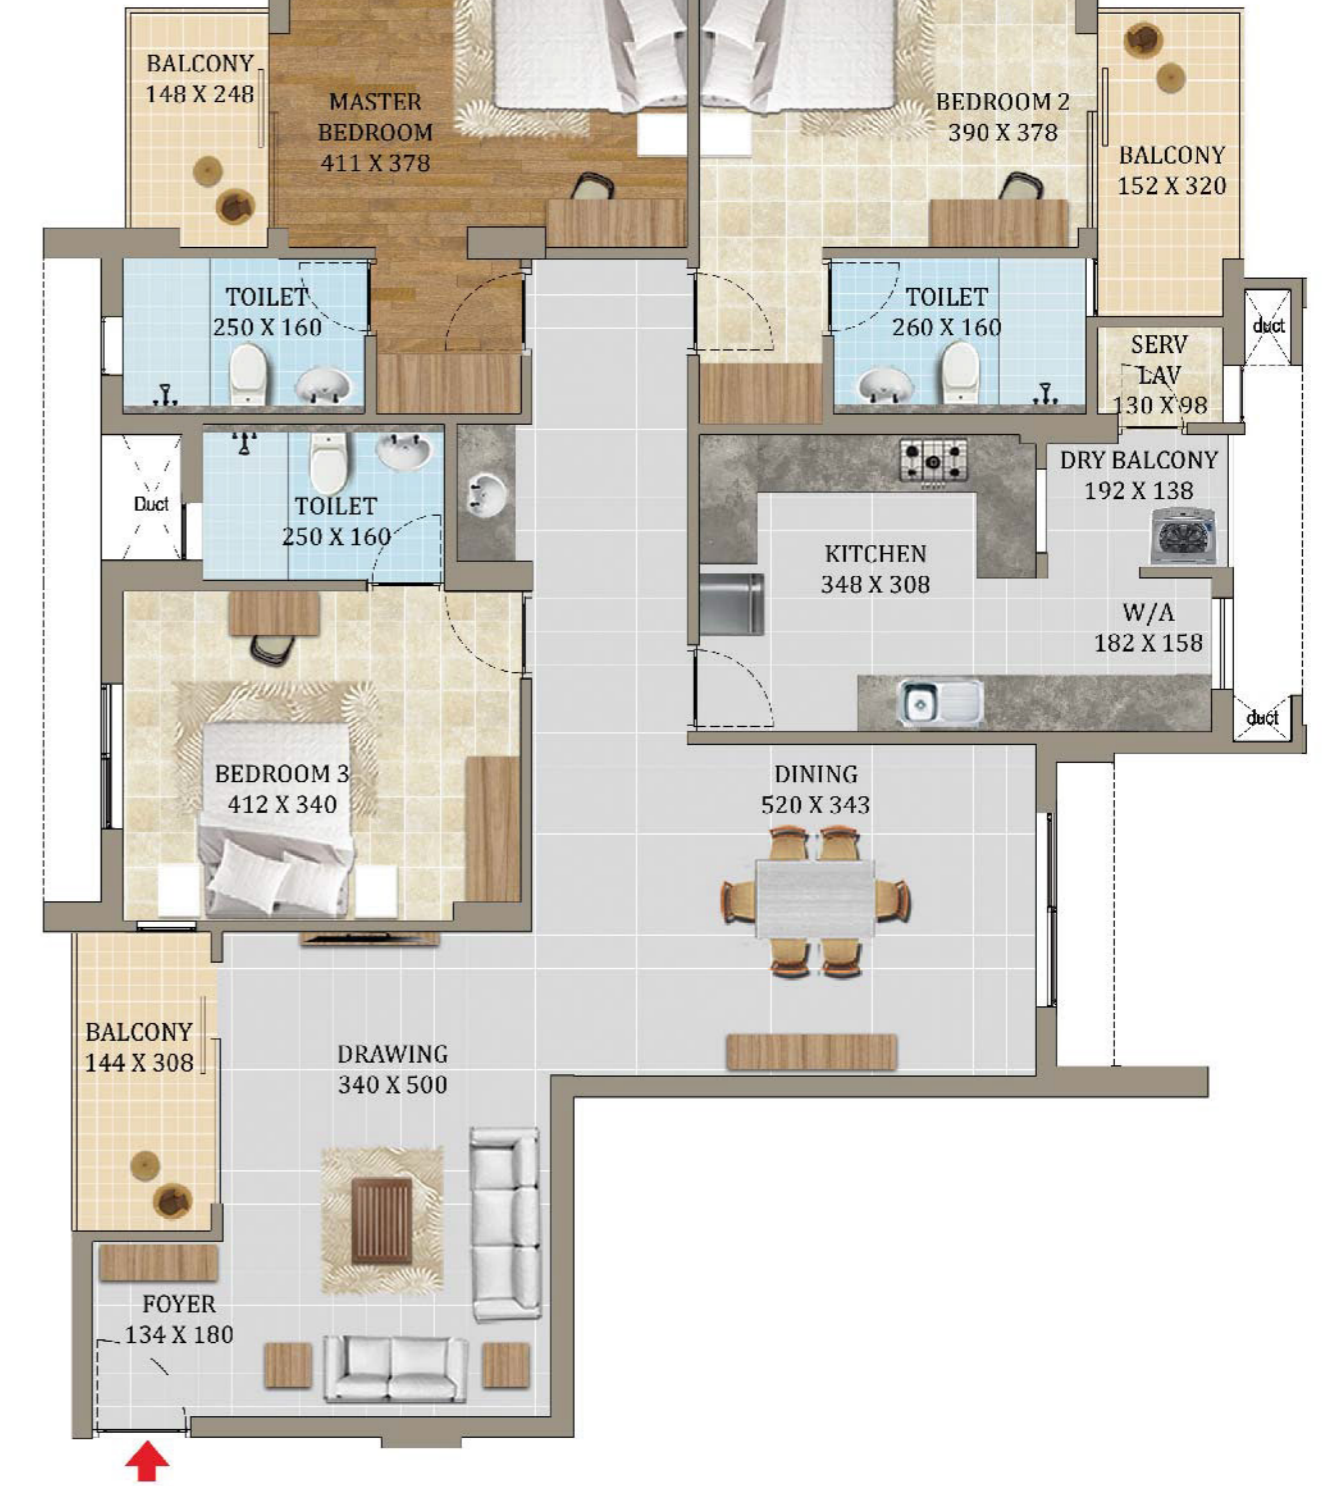 BALCONY
148 X 248
MASTER
BEDROOM
411 X 378
BEDROOM 2
390 X 378
BALCONY
152 X 320
TOILET
250 X 160
TOILET
260 X 160
duct
SERV
LAV
130 X 98
Duct
TOILET
250 X 160
DRY BALCONY
192 X 138
KITCHEN
348 X 308
W/A
182 X 158
duct
BEDROOM 3
412 X 340
DINING
520 X 343
BALCONY
144 X 308
DRAWING
340 X 500
FOYER
134 X 180